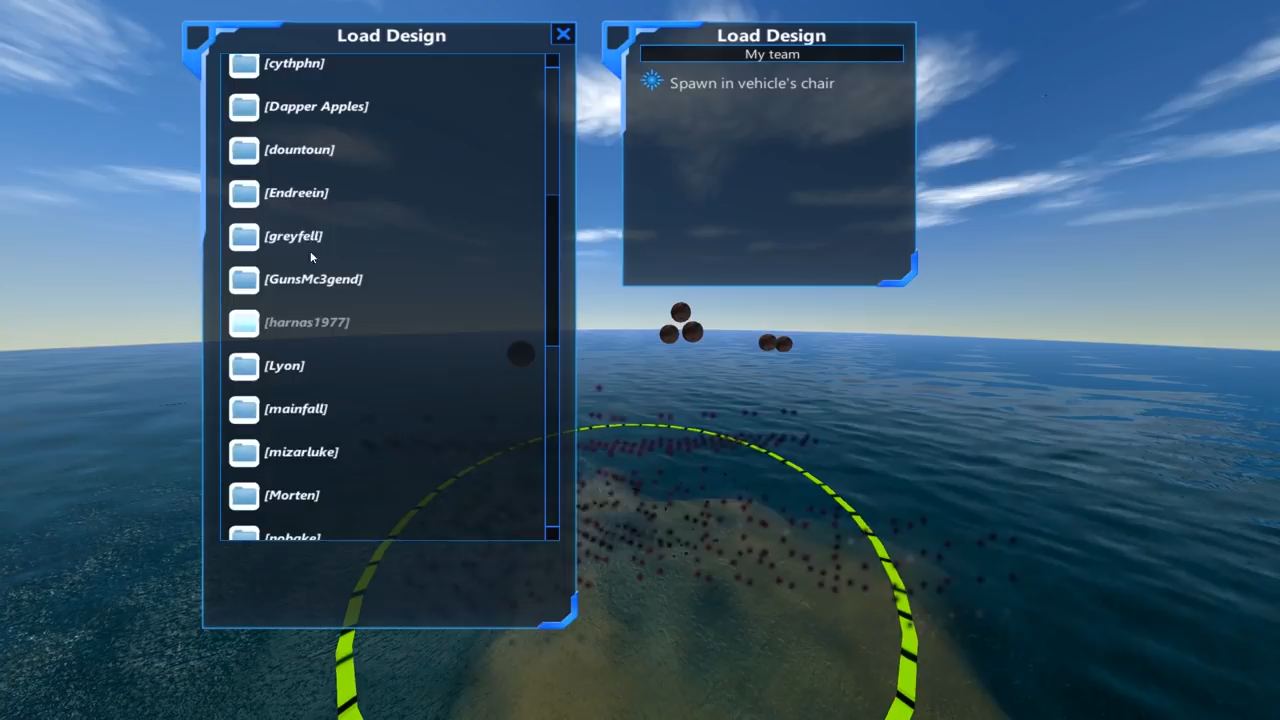 Load Design
[cythphn]
[Dapper Apples]
[dountoun]
[Endreein]
[greyfell]
[GunsMc3gend]
[harnas1977]
[Lyon]
[mainfall]
[mizarluke]
[Morten]
[nobake]
Load Design
My team
Spawn in vehicle's chair